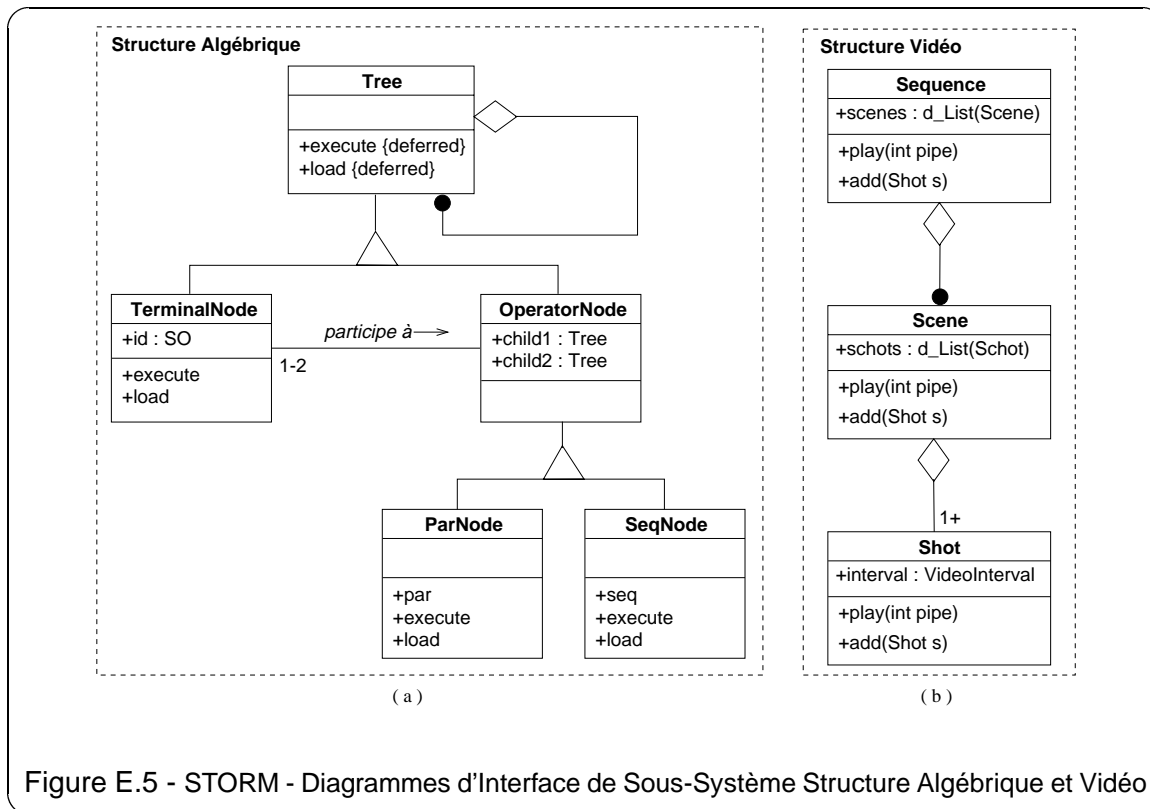 Structure Algébrique
Tree
+execute {deferred}
+load {deferred}
TerminalNode
+id : SO
+execute
+load
participe à
1-2
OperatorNode
+child1 : Tree
+child2 : Tree
ParNode
+par
+execute
+load
SeqNode
+seq
+execute
+load
( a )
Structure Vidéo
Sequence
+scenes : d_List(Scene)
+play(int pipe)
+add(Shot s)
Scene
+schots : d_List(Schot)
+play(int pipe)
+add(Shot s)
1+
Shot
+interval : VideoInterval
+play(int pipe)
+add(Shot s)
( b )
Figure E.5 - STORM - Diagrammes d'Interface de Sous-Système Structure Algébrique et Vidéo